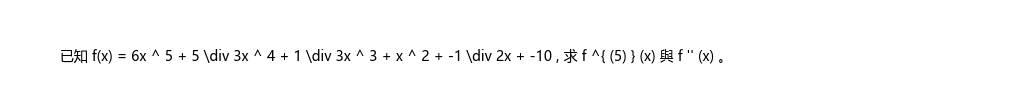 已知 f(x) = 6x ^ 5 + 5 \div 3x ^ 4 + 1 \div 3x ^ 3 + x ^ 2 + -1 \div 2x + -10 , 求 f ^{ (5) } (x) 與 f '' (x) 。